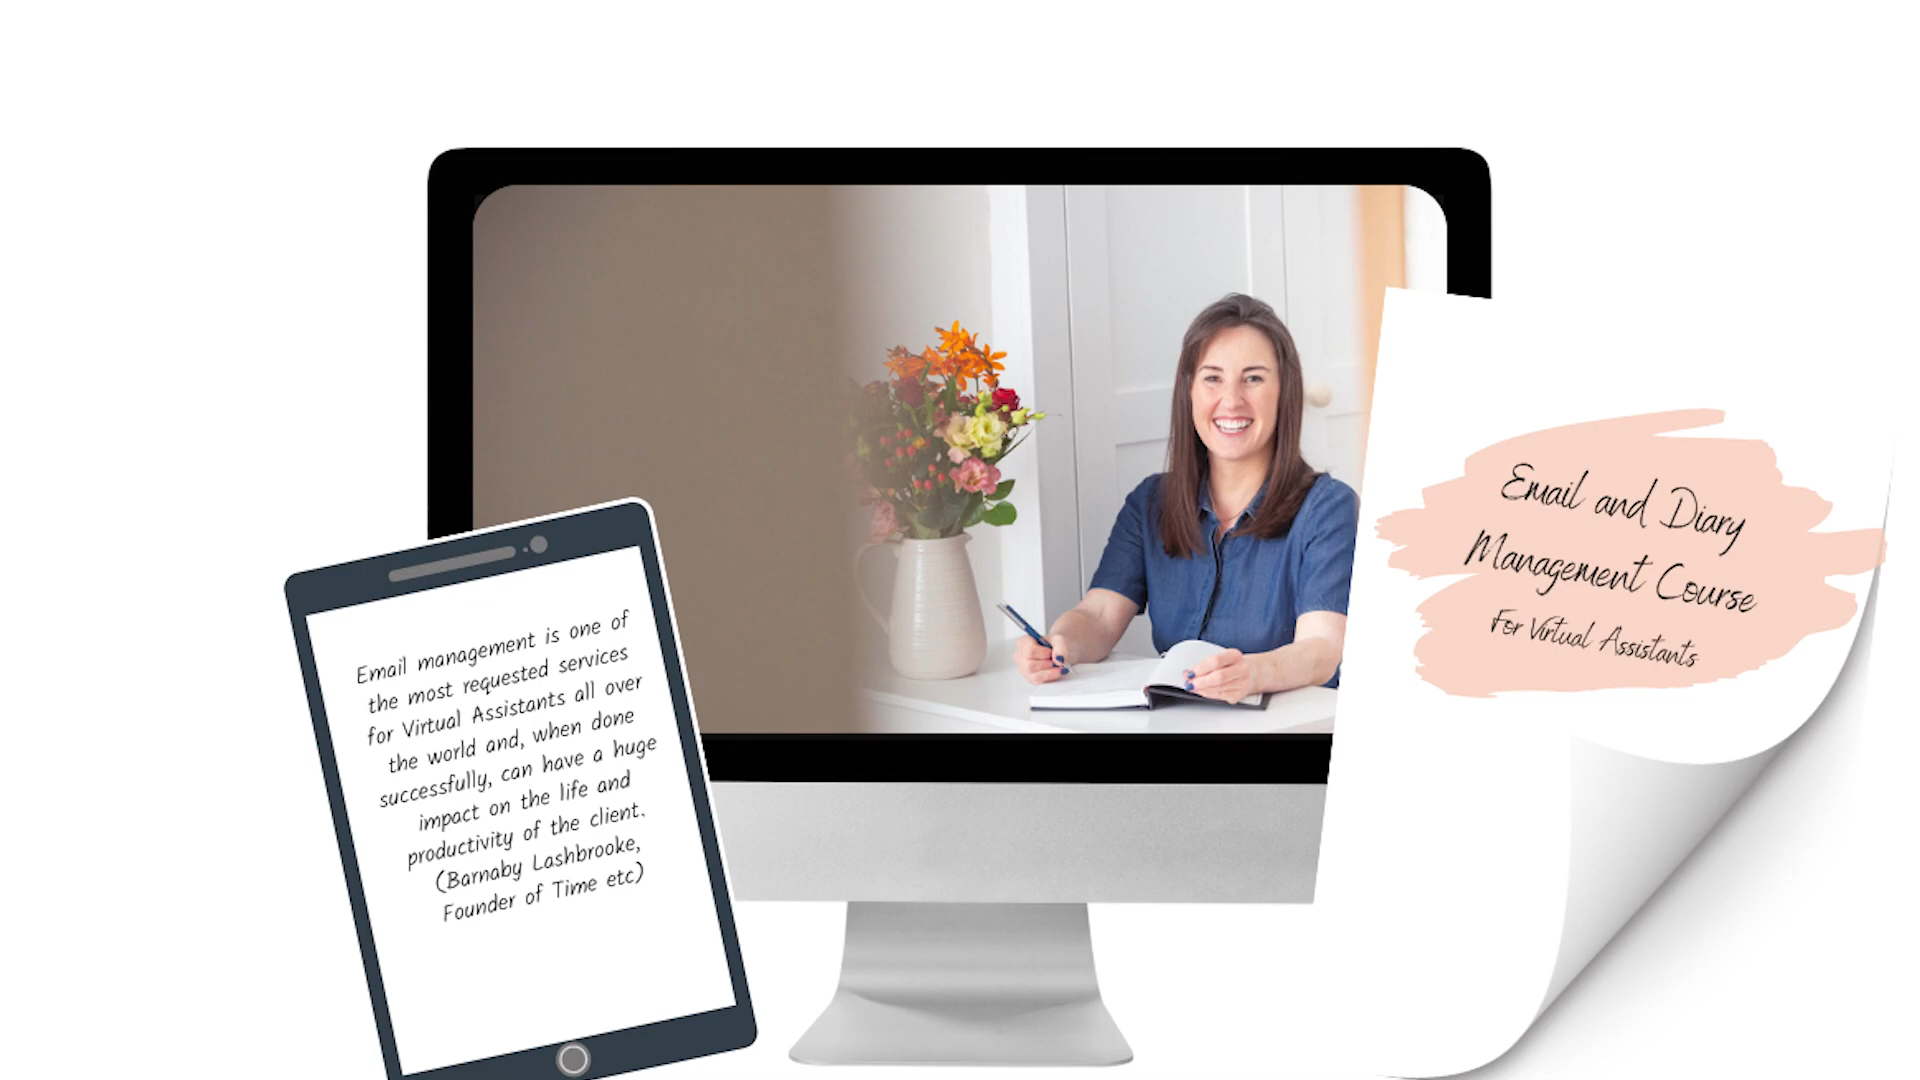 Email management is one of
the most requested services
for Virtual Assistants all over
the world and, when done
successfully, can have a huge
impact on the life and
productivity of the client.
(Barnaby Lashbrooke,
Founder of Time etc)
Email and Diary
Management Course
For Virtual Assistants